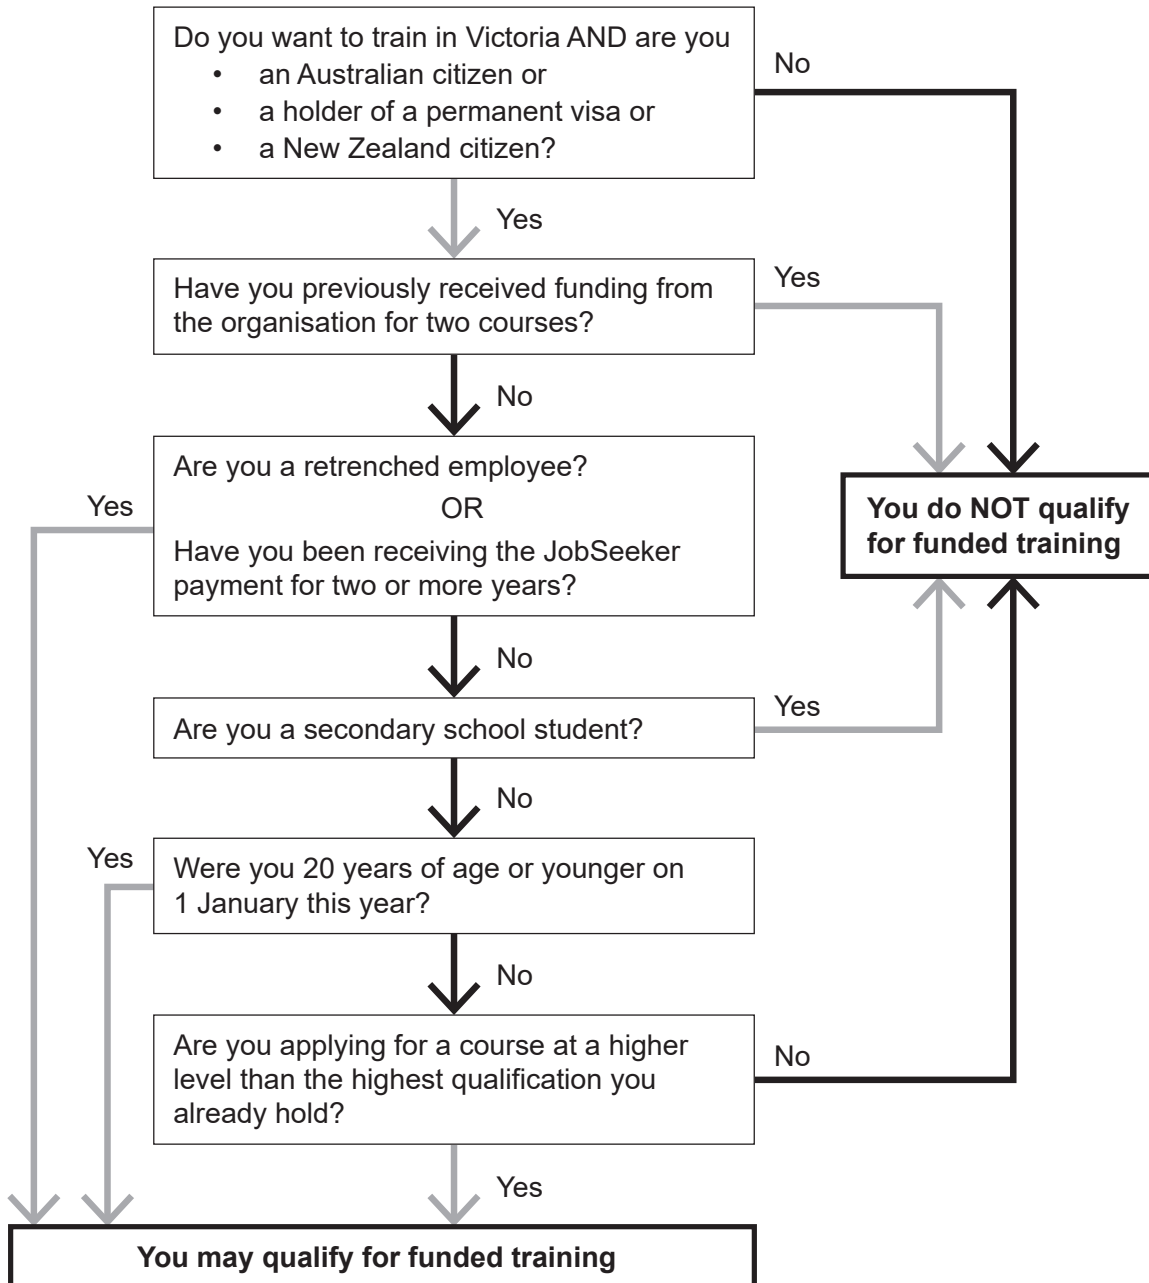 Do you want to train in Victoria AND are you
• an Australian citizen or
• a holder of a permanent visa or
• a New Zealand citizen?
No
Yes
Have you previously received funding from
the organisation for two courses?
Yes
No
Are you a retrenched employee?
OR
Have you been receiving the JobSeeker
payment for two or more years?
Yes
You do NOT qualify
for funded training
No
Are you a secondary school student?
Yes
No
Yes
Were you 20 years of age or younger on
1 January this year?
No
Are you applying for a course at a higher
level than the highest qualification you
already hold?
No
Yes
You may qualify for funded training